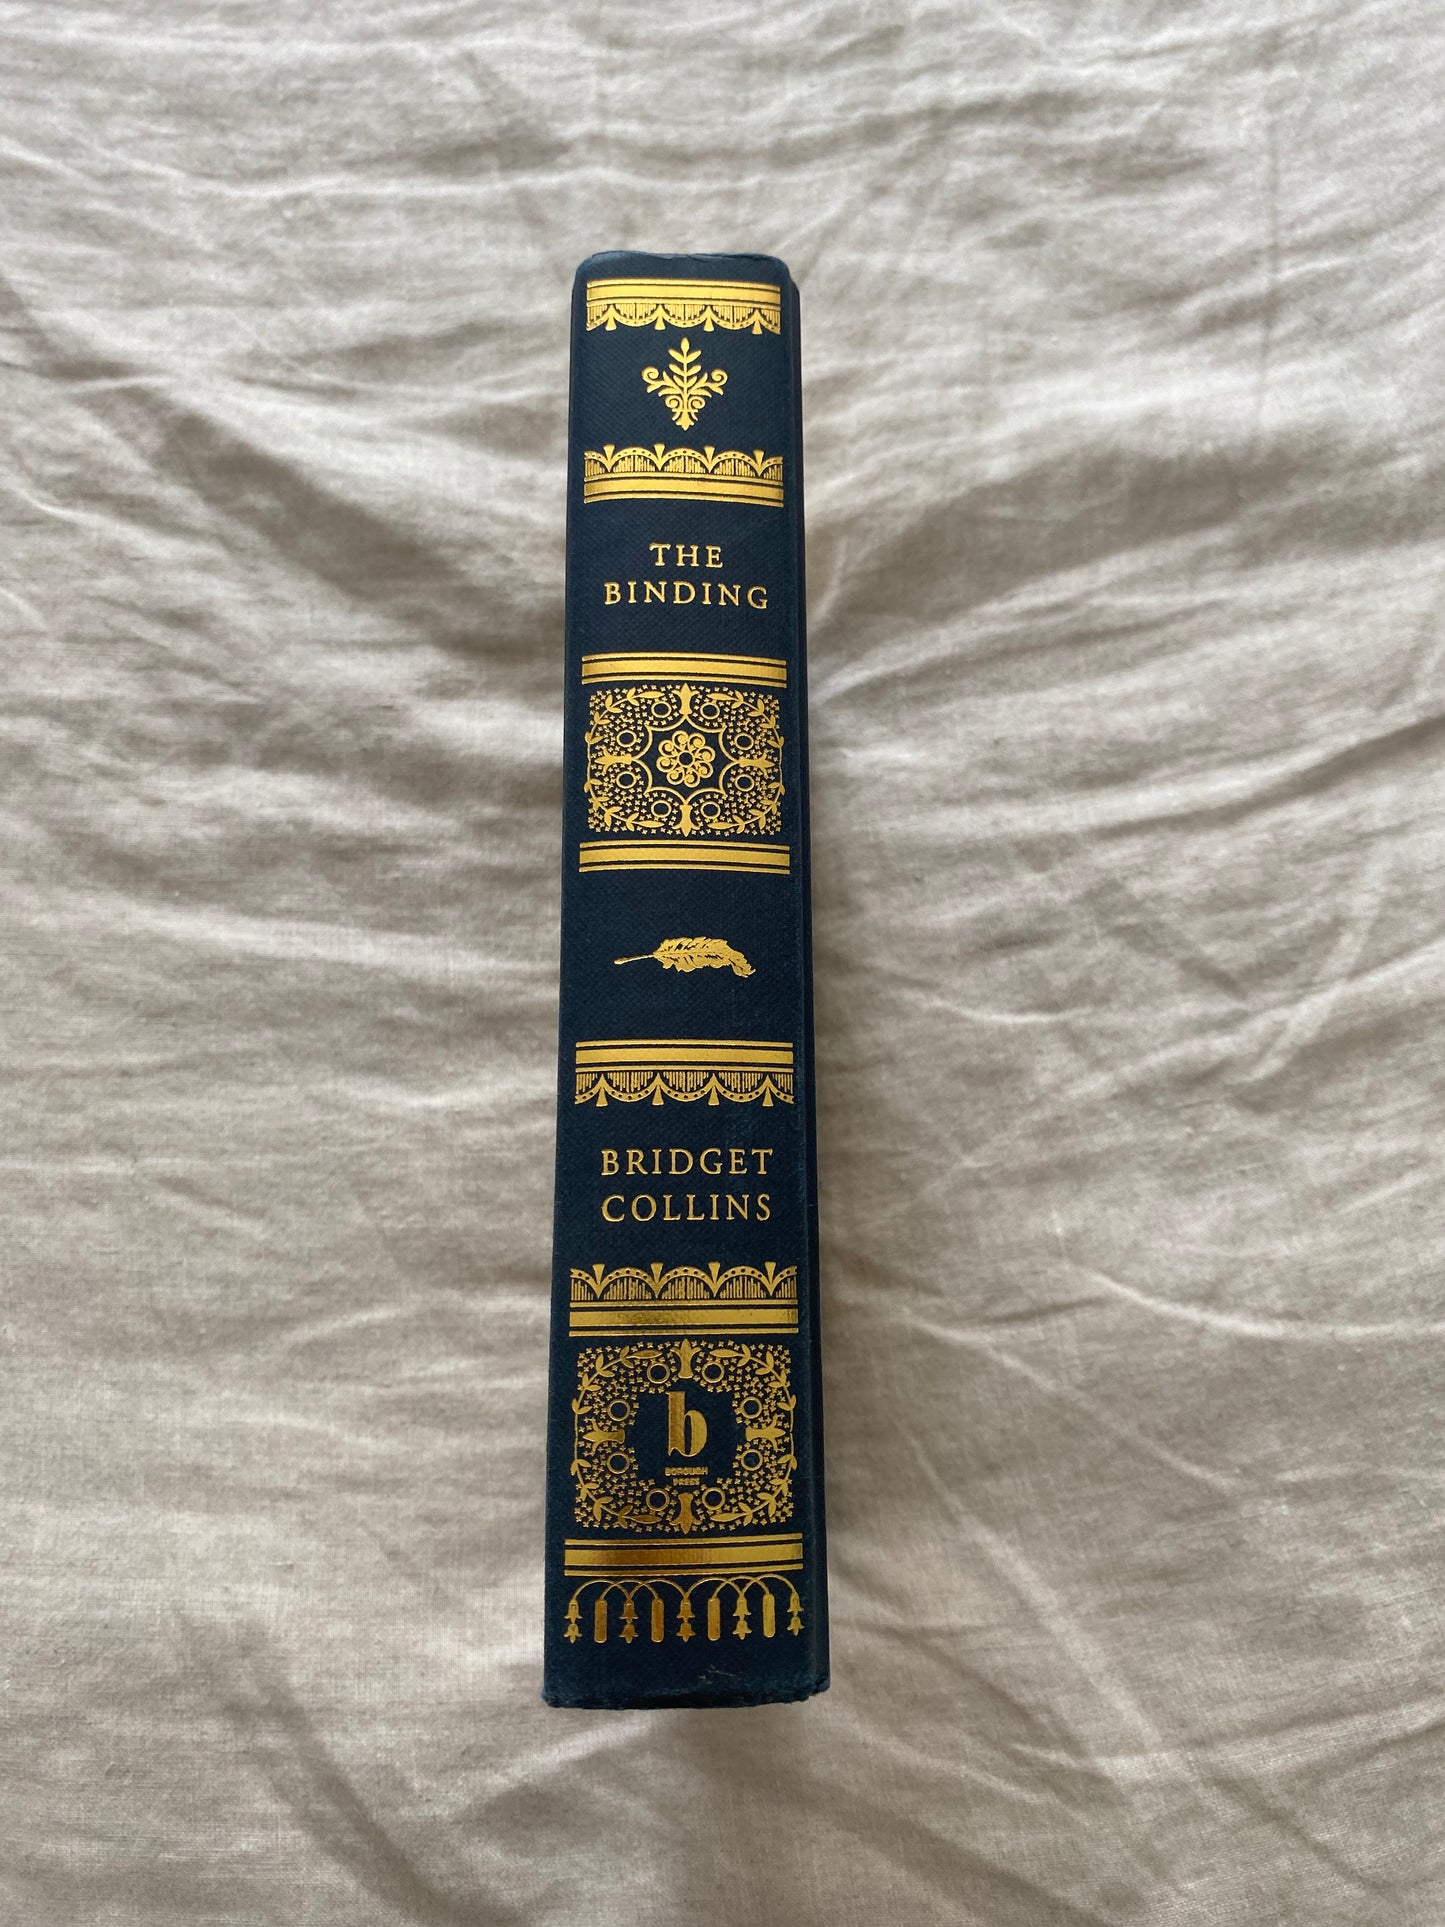 THE
BINDING
BRIDGET
COLLINS
b
BOROUGH
PRESS